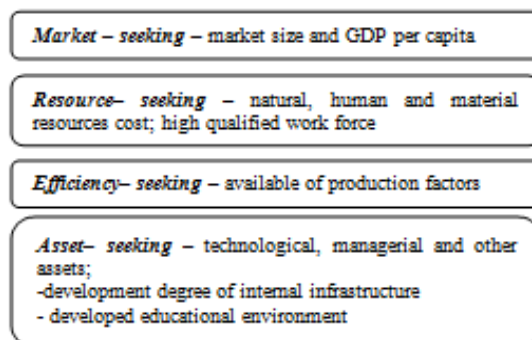 Market – seeking – market size and GDP per capita
Resource– seeking – natural, human and material
resources cost; high qualified work force
Efficiency– seeking – available of production factors
Asset– seeking – technological, managerial and other
assets;
-development degree of internal infrastructure
- developed educational environment